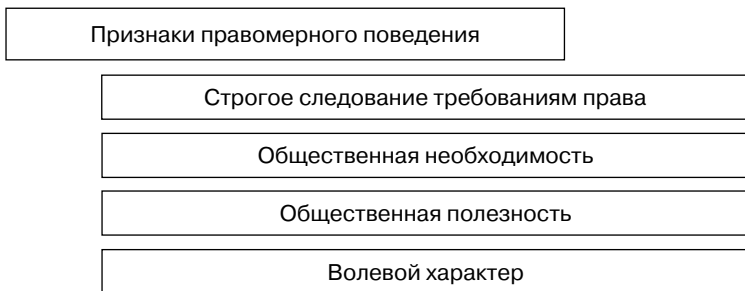 Признаки правомерного поведения
Строгое следование требованиям права
Общественная необходимость
Общественная полезность
Волевой характер